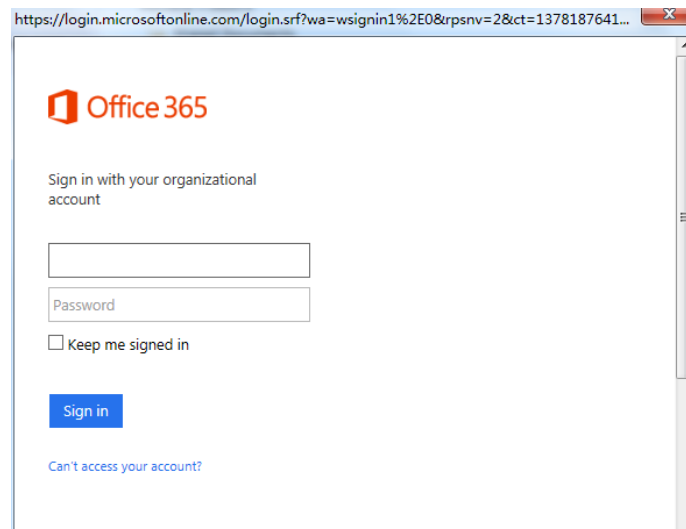 https://login.microsoftonline.com/login.srf?wa=wsignin1%2E0&rpsnv=2&ct=1378187641...
Office 365
Sign in with your organizational
account
Password
Keep me signed in
Sign in
Can't access your account?